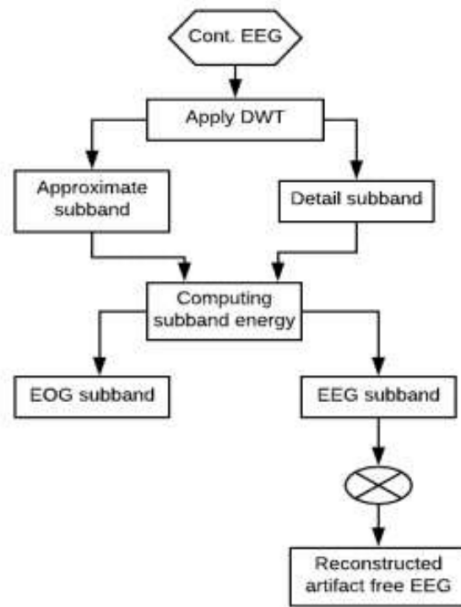 Cont. EEG
Apply DWT
Approximate
subband
Detail subband
Computing
subband energy
EOG subband
EEG subband
Reconstructed
artifact free EEG